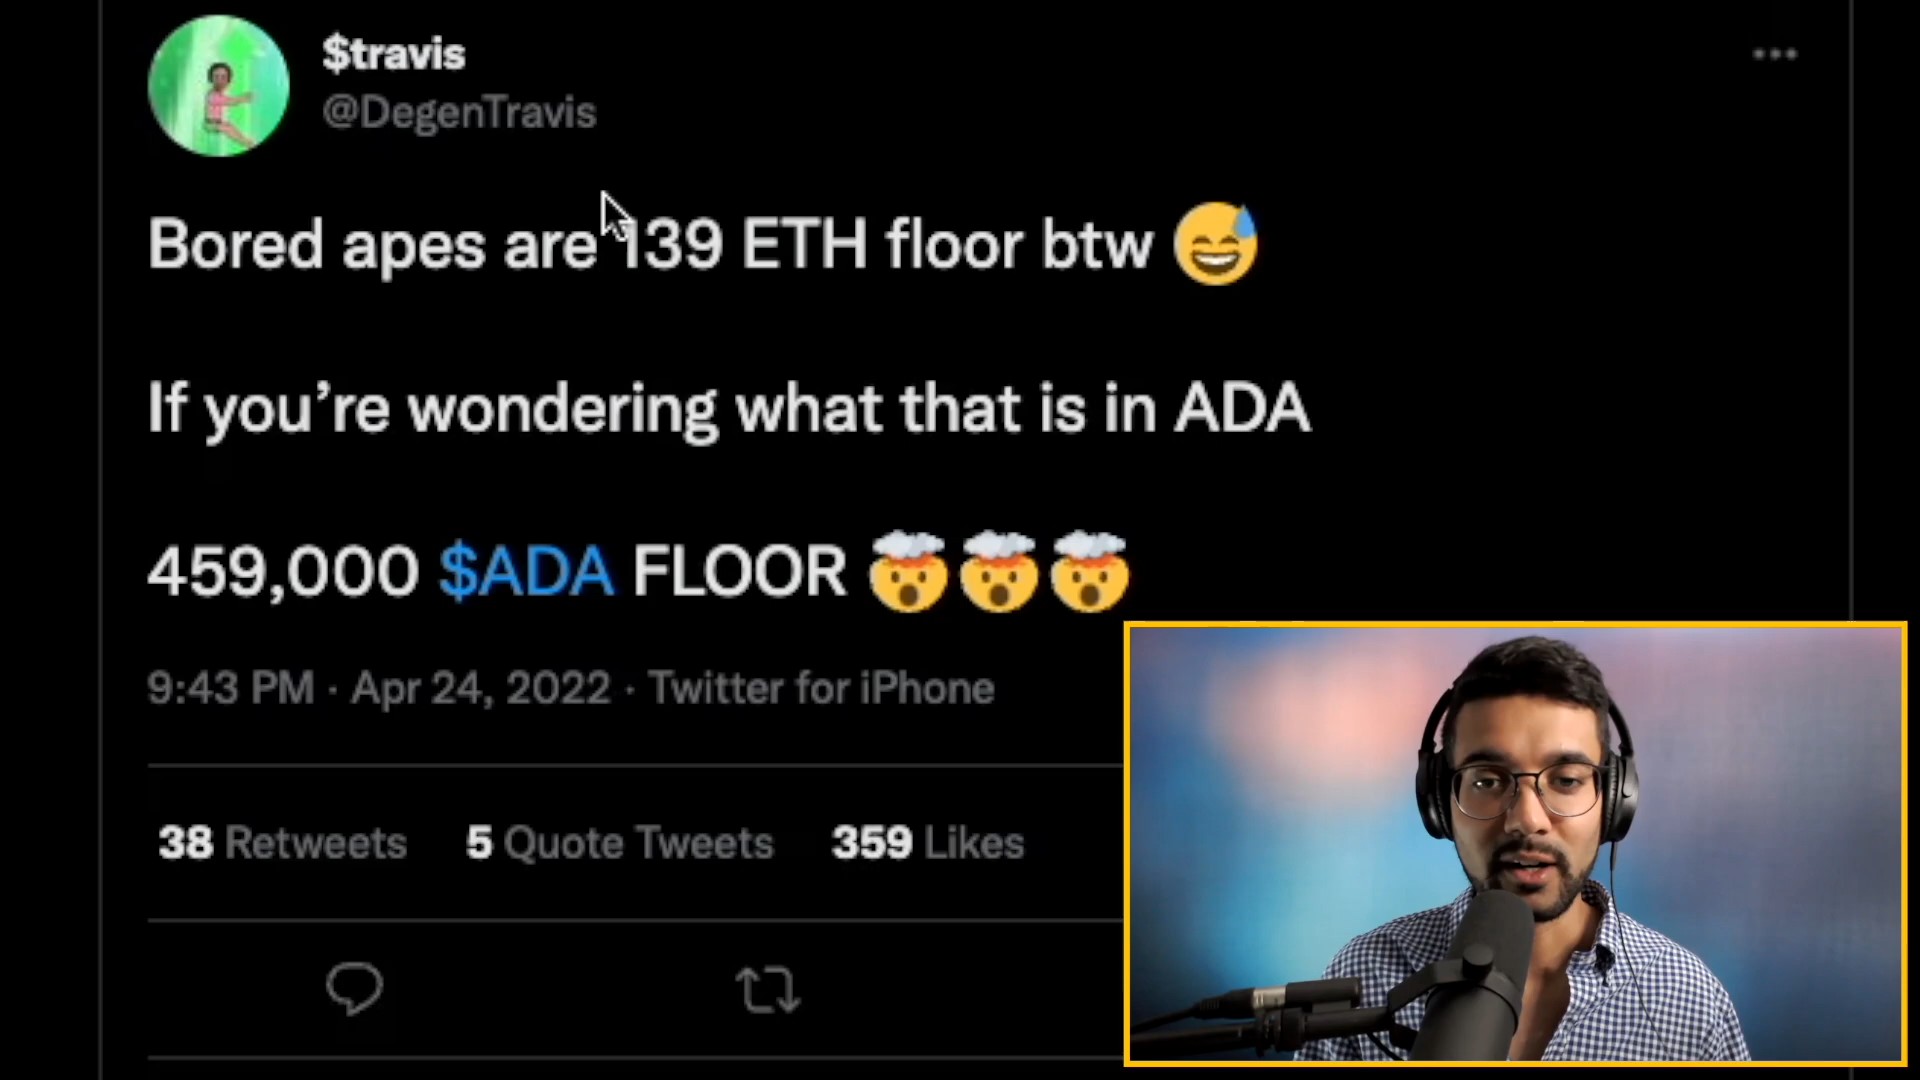 $travis
@DegenTravis
Bored apes are 139 ETH floor btw 😅
If you’re wondering what that is in ADA
459,000 $ADA FLOOR 🤯🤯🤯
9:43 PM · Apr 24, 2022 · Twitter for iPhone
38 Retweets 5 Quote Tweets 359 Likes